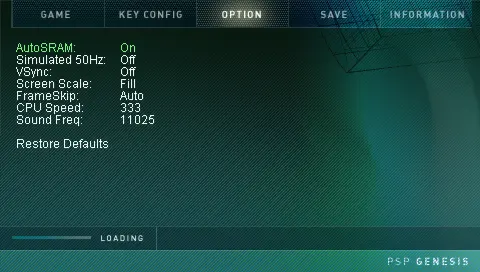 GAME KEY CONFIG OPTION SAVE INFORMATION
AutoSRAM: On
Simulated 50Hz: Off
VSync: Off
Screen Scale: Fill
FrameSkip: Auto
CPU Speed: 333
Sound Freq: 11025
Restore Defaults
LOADING
PSP GENESIS